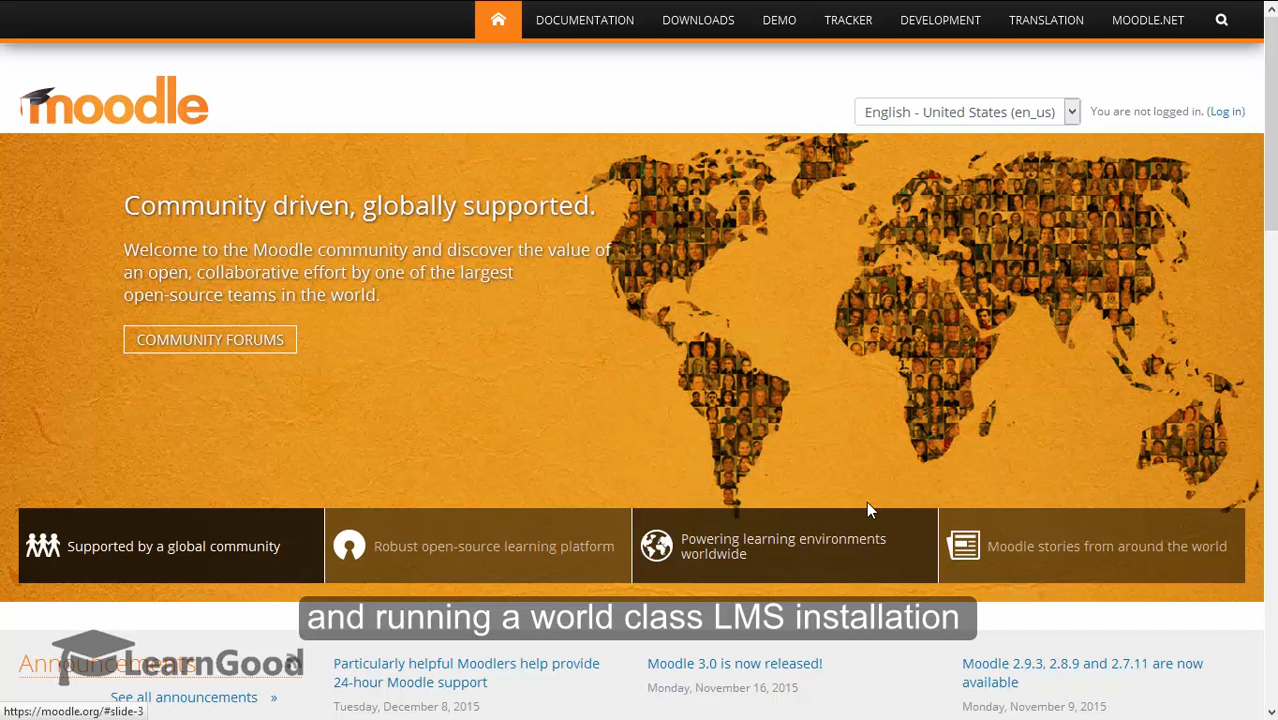 DOCUMENTATION DOWNLOADS DEMO TRACKER DEVELOPMENT TRANSLATION MOODLE.NET
moodle
English - United States (en_us)
You are not logged in. (Log in)
Community driven, globally supported.
Welcome to the Moodle community and discover the value of
an open, collaborative effort by one of the largest
open-source teams in the world.
COMMUNITY FORUMS
Supported by a global community
Robust open-source learning platform
Powering learning environments
worldwide
Moodle stories from around the world
and running a world class LMS installation
Announcements
LearnGood
See all announcements »
Particularly helpful Moodlers help provide
24-hour Moodle support
Tuesday, December 8, 2015
Moodle 3.0 is now released!
Monday, November 16, 2015
Moodle 2.9.3, 2.8.9 and 2.7.11 are now
available
Monday, November 9, 2015
https://moodle.org/#slide-3